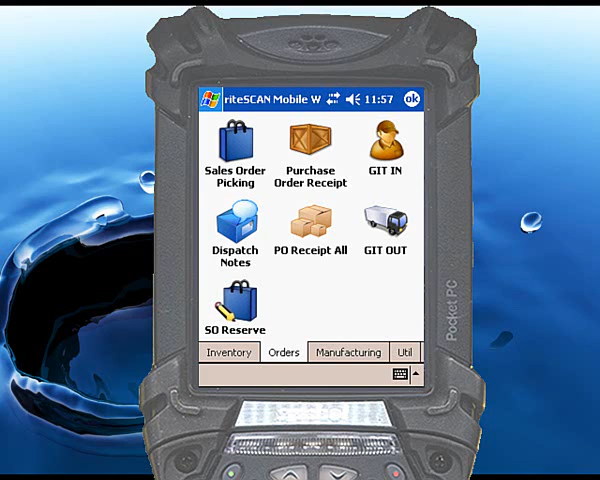 riteSCAN Mobile W 11:57 ok
Sales Order
Picking
Purchase
Order Receipt
GIT IN
Dispatch
Notes
PO Receipt All
GIT OUT
SO Reserve
Inventory Orders Manufacturing Util
Pocket PC